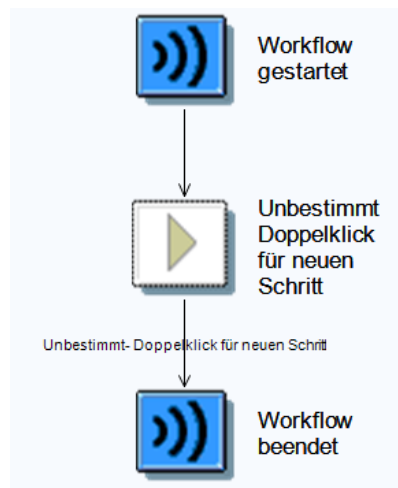 Workflow
gestartet
Unbestimmt
Doppelklick
für neuen
Schritt
Unbestimmt- Doppelklick für neuen Schritt
Workflow
beendet